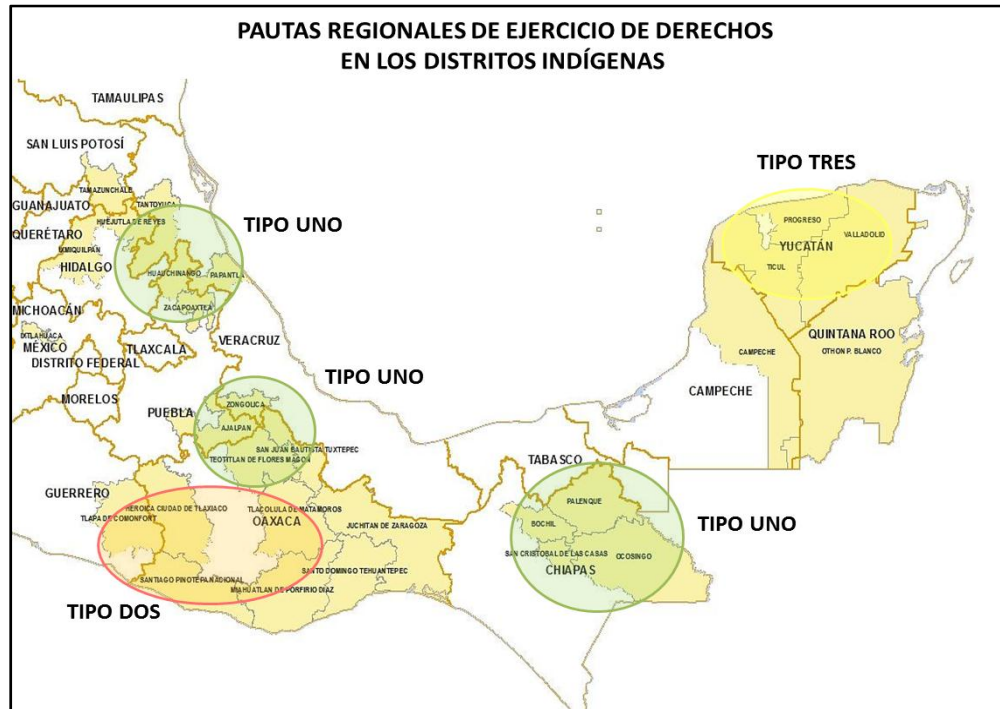 PAUTAS REGIONALES DE EJERCICIO DE DERECHOS
EN LOS DISTRITOS INDÍGENAS
TAMAULIPAS
SAN LUIS POTOSÍ
TAMAZUNCHALE
TANTOYUCA
GUANAJUATO
HUEJUTLA DE REYES
TIPO UNO
QUERÉTARO
IXMIQUILPAN
HIDALGO
HUAUCHINANGO
PAPANTLA
ZACAPOAXTLA
MICHOACÁN
IXTLAHUACA
MÉXICO
DISTRITO FEDERAL
TLAXCALA
VERACRUZ
MORELOS
TIPO TRES
PROGRESO
YUCATÁN
VALLADOLID
TICUL
QUINTANA ROO
OTHON P. BLANCO
CAMPECHE
CAMPECHE
TIPO UNO
PUEBLA
ZONGOLICA
AJALPAN
SAN JUAN BAUTISTA TUXTEPEC
TEOTITLAN DE FLORES MAGON
TABASCO
GUERRERO
HEROICA CIUDAD DE TLAXIACO
TLACOLULA DE MATAMOROS
TLAPA DE COMONFORT
OAXACA
JUCHITAN DE ZARAGOZA
PALENQUE
BOCHIL
TIPO UNO
SAN CRISTOBAL DE LAS CASAS
OCOSINGO
CHIAPAS
SANTO DOMINGO TEHUANTEPEC
SANTIAGO PINOTEPA NACIONAL
MIAHUATLAN DE PORFIRIO DIAZ
TIPO DOS